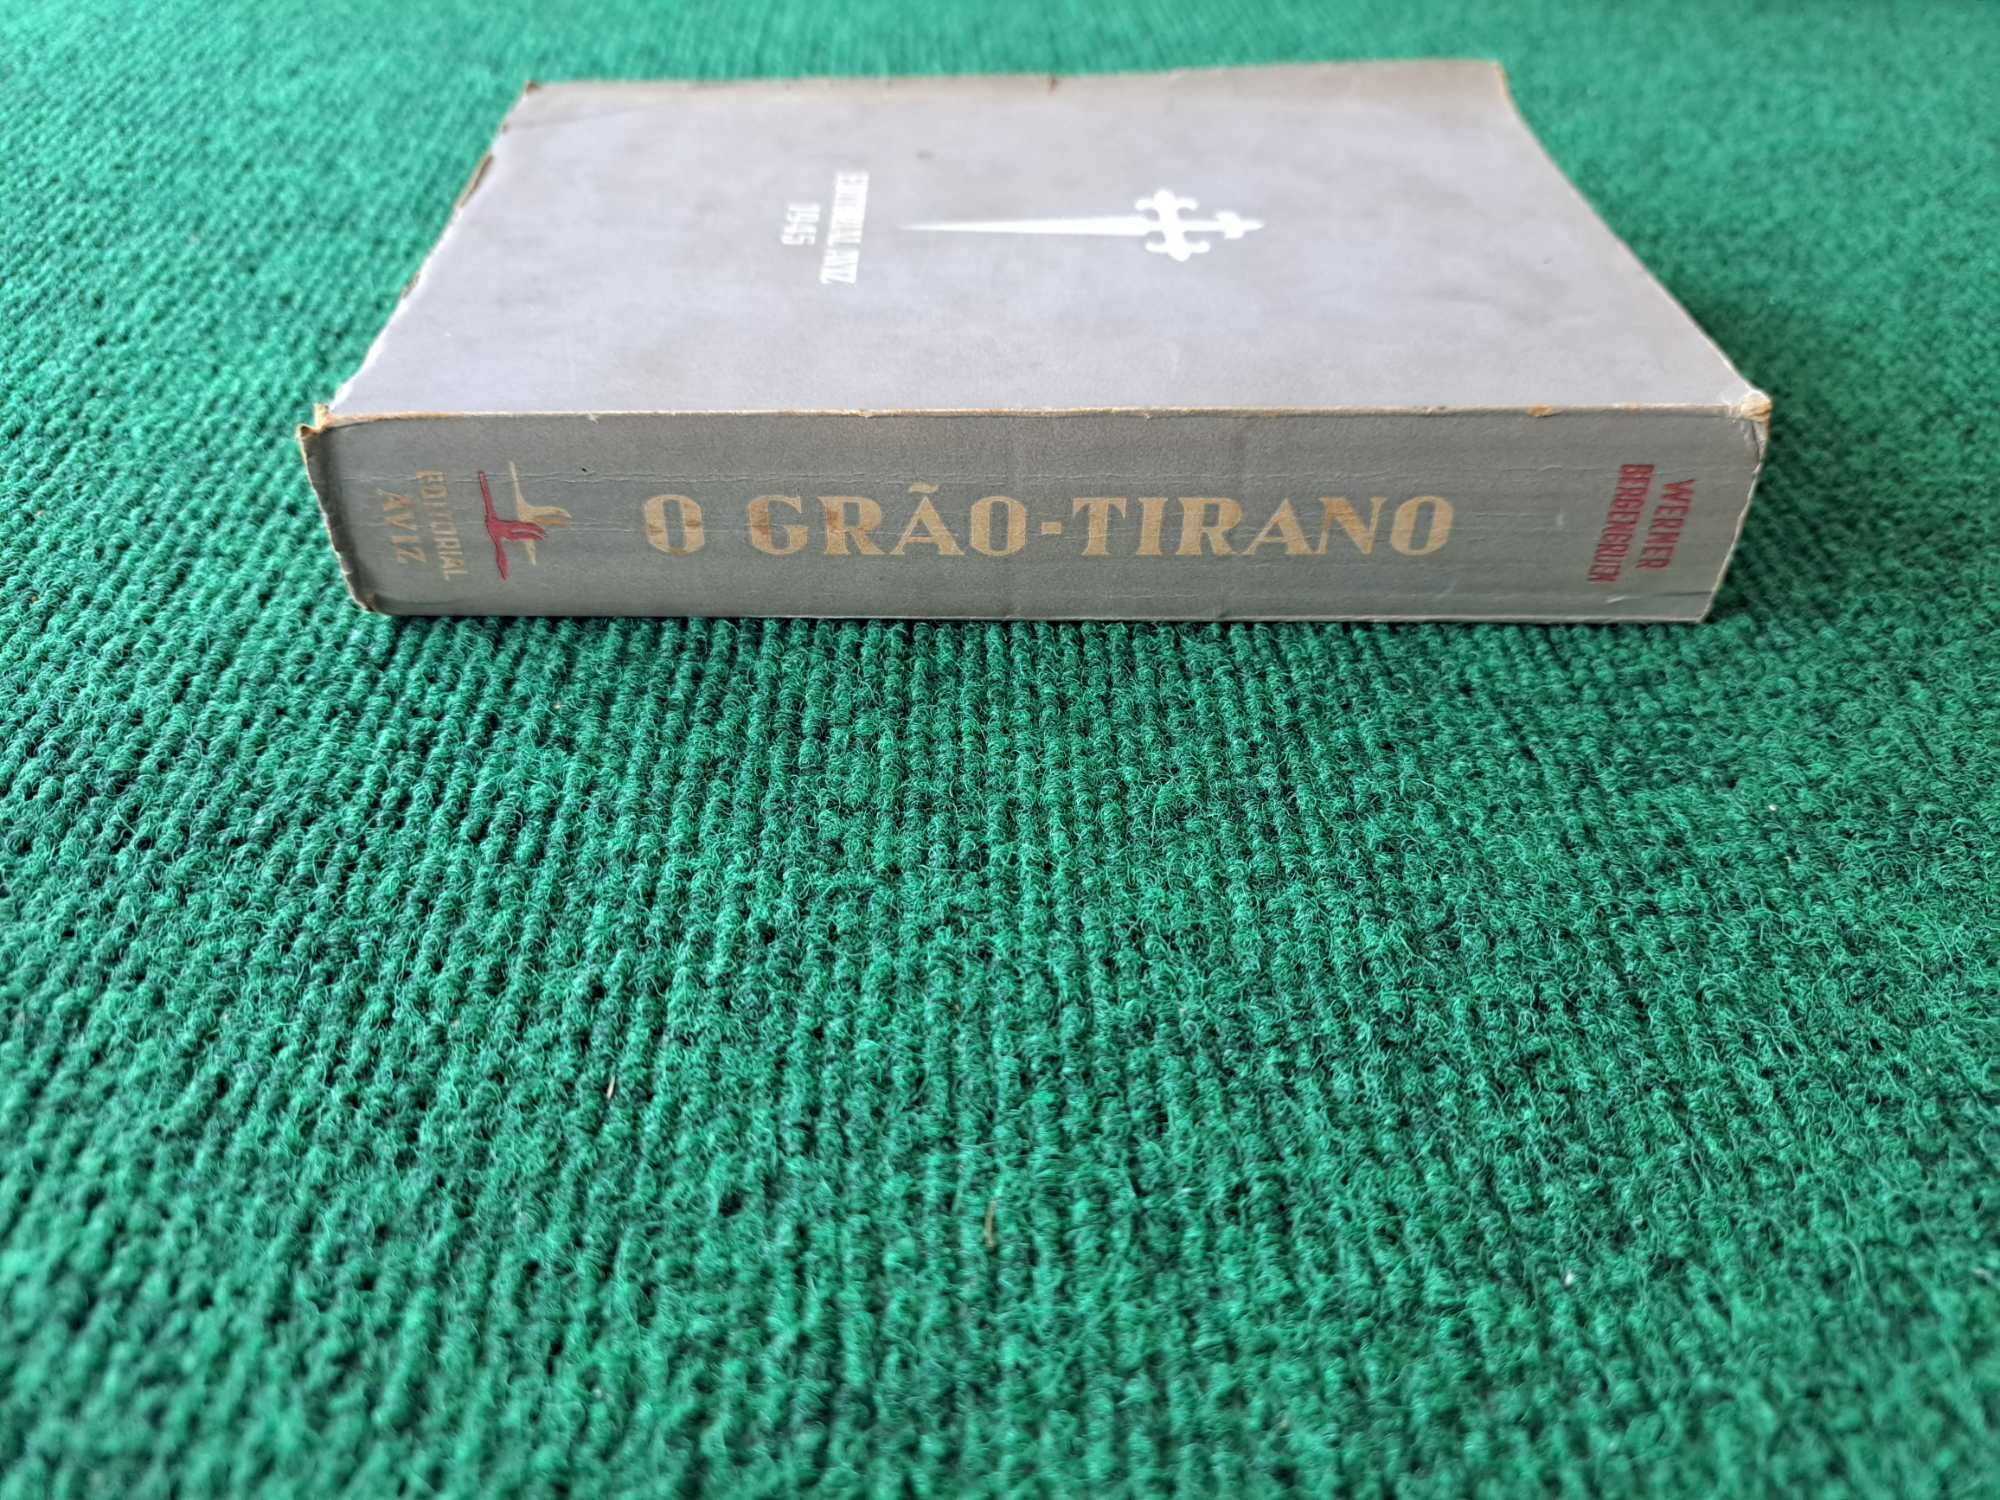 EDITORIAL AVIZ
1945
O GRÃO-TIRANO
WERNER
BERGENGRUEN
EDITORIAL
AVIZ